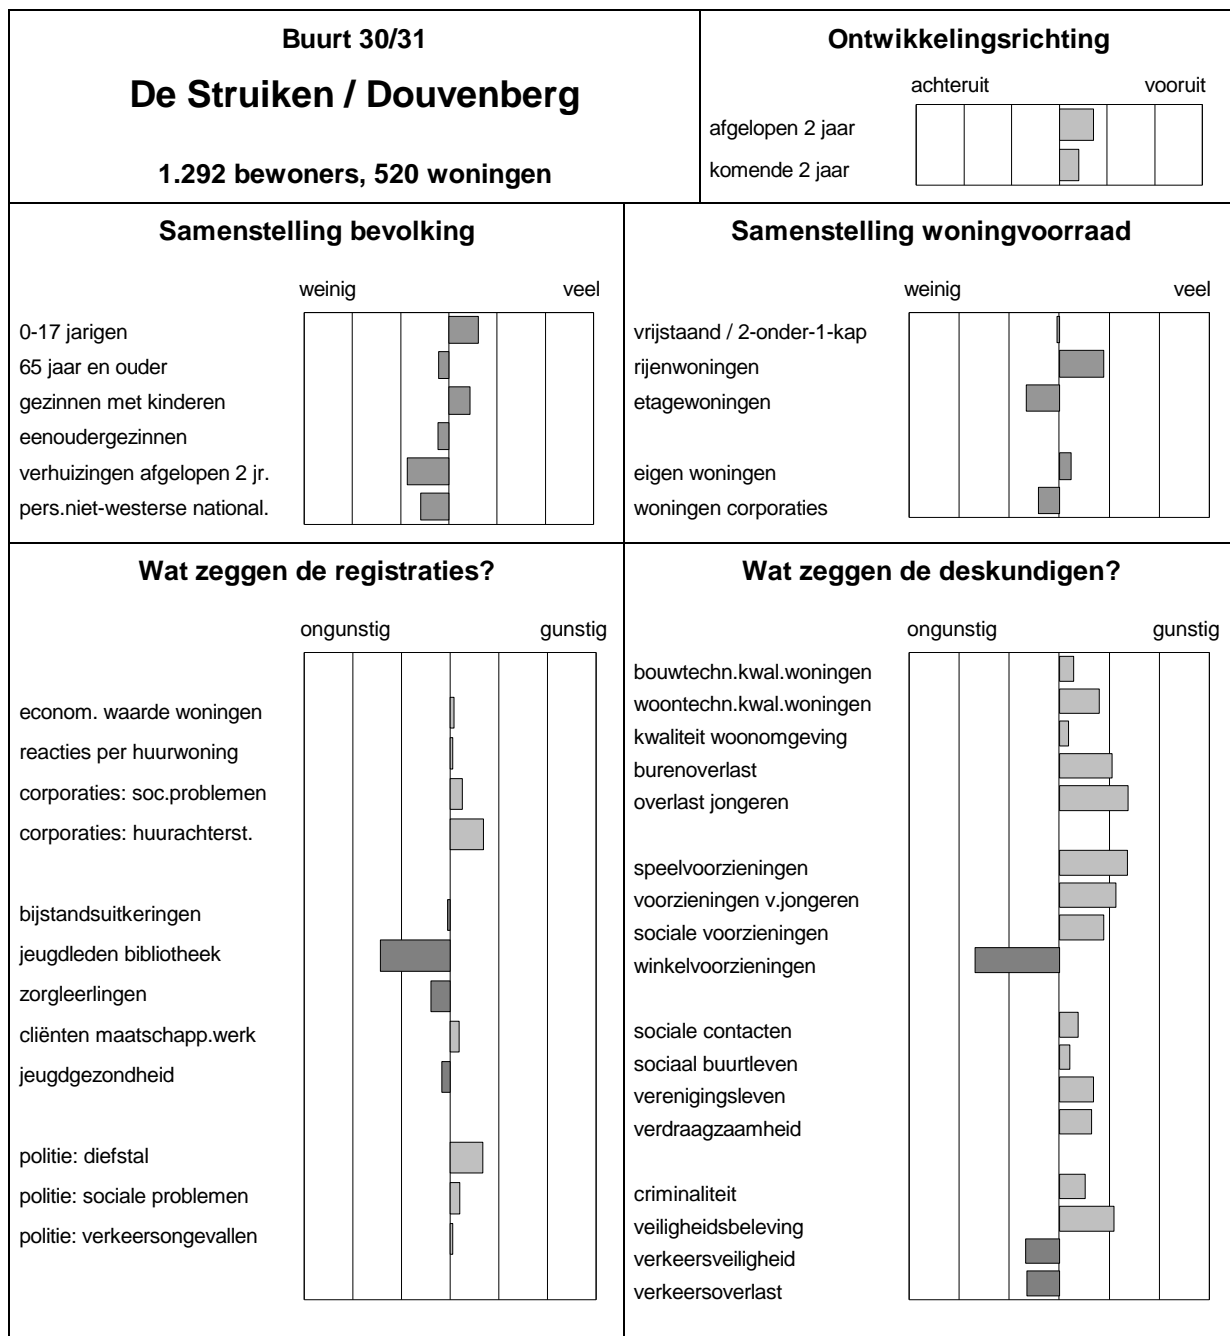 Buurt 30/31
De Struiken / Douvenberg
1.292 bewoners, 520 woningen
Ontwikkelingsrichting
achteruit vooruit
afgelopen 2 jaar
komende 2 jaar
Samenstelling bevolking
weinig veel
0-17 jarigen
65 jaar en ouder
gezinnen met kinderen
eenoudergezinnen
verhuizingen afgelopen 2 jr.
pers.niet-westerse national.
Samenstelling woningvoorraad
weinig veel
vrijstaand / 2-onder-1-kap
rijenwoningen
etagewoningen
eigen woningen
woningen corporaties
Wat zeggen de registraties?
ongunstig gunstig
econom. waarde woningen
reacties per huurwoning
corporaties: soc.problemen
corporaties: huurachterst.
bijstandsuitkeringen
jeugdleden bibliotheek
zorgleerlingen
cliënten maatschapp.werk
jeugdgezondheid
politie: diefstal
politie: sociale problemen
politie: verkeersongevallen
Wat zeggen de deskundigen?
ongunstig gunstig
bouwtechn.kwal.woningen
woontechn.kwal.woningen
kwaliteit woonomgeving
burenoverlast
overlast jongeren
speelvoorzieningen
voorzieningen v.jongeren
sociale voorzieningen
winkelvoorzieningen
sociale contacten
sociaal buurtleven
verenigingsleven
verdraagzaamheid
criminaliteit
veiligheidsbeleving
verkeersveiligheid
verkeersoverlast